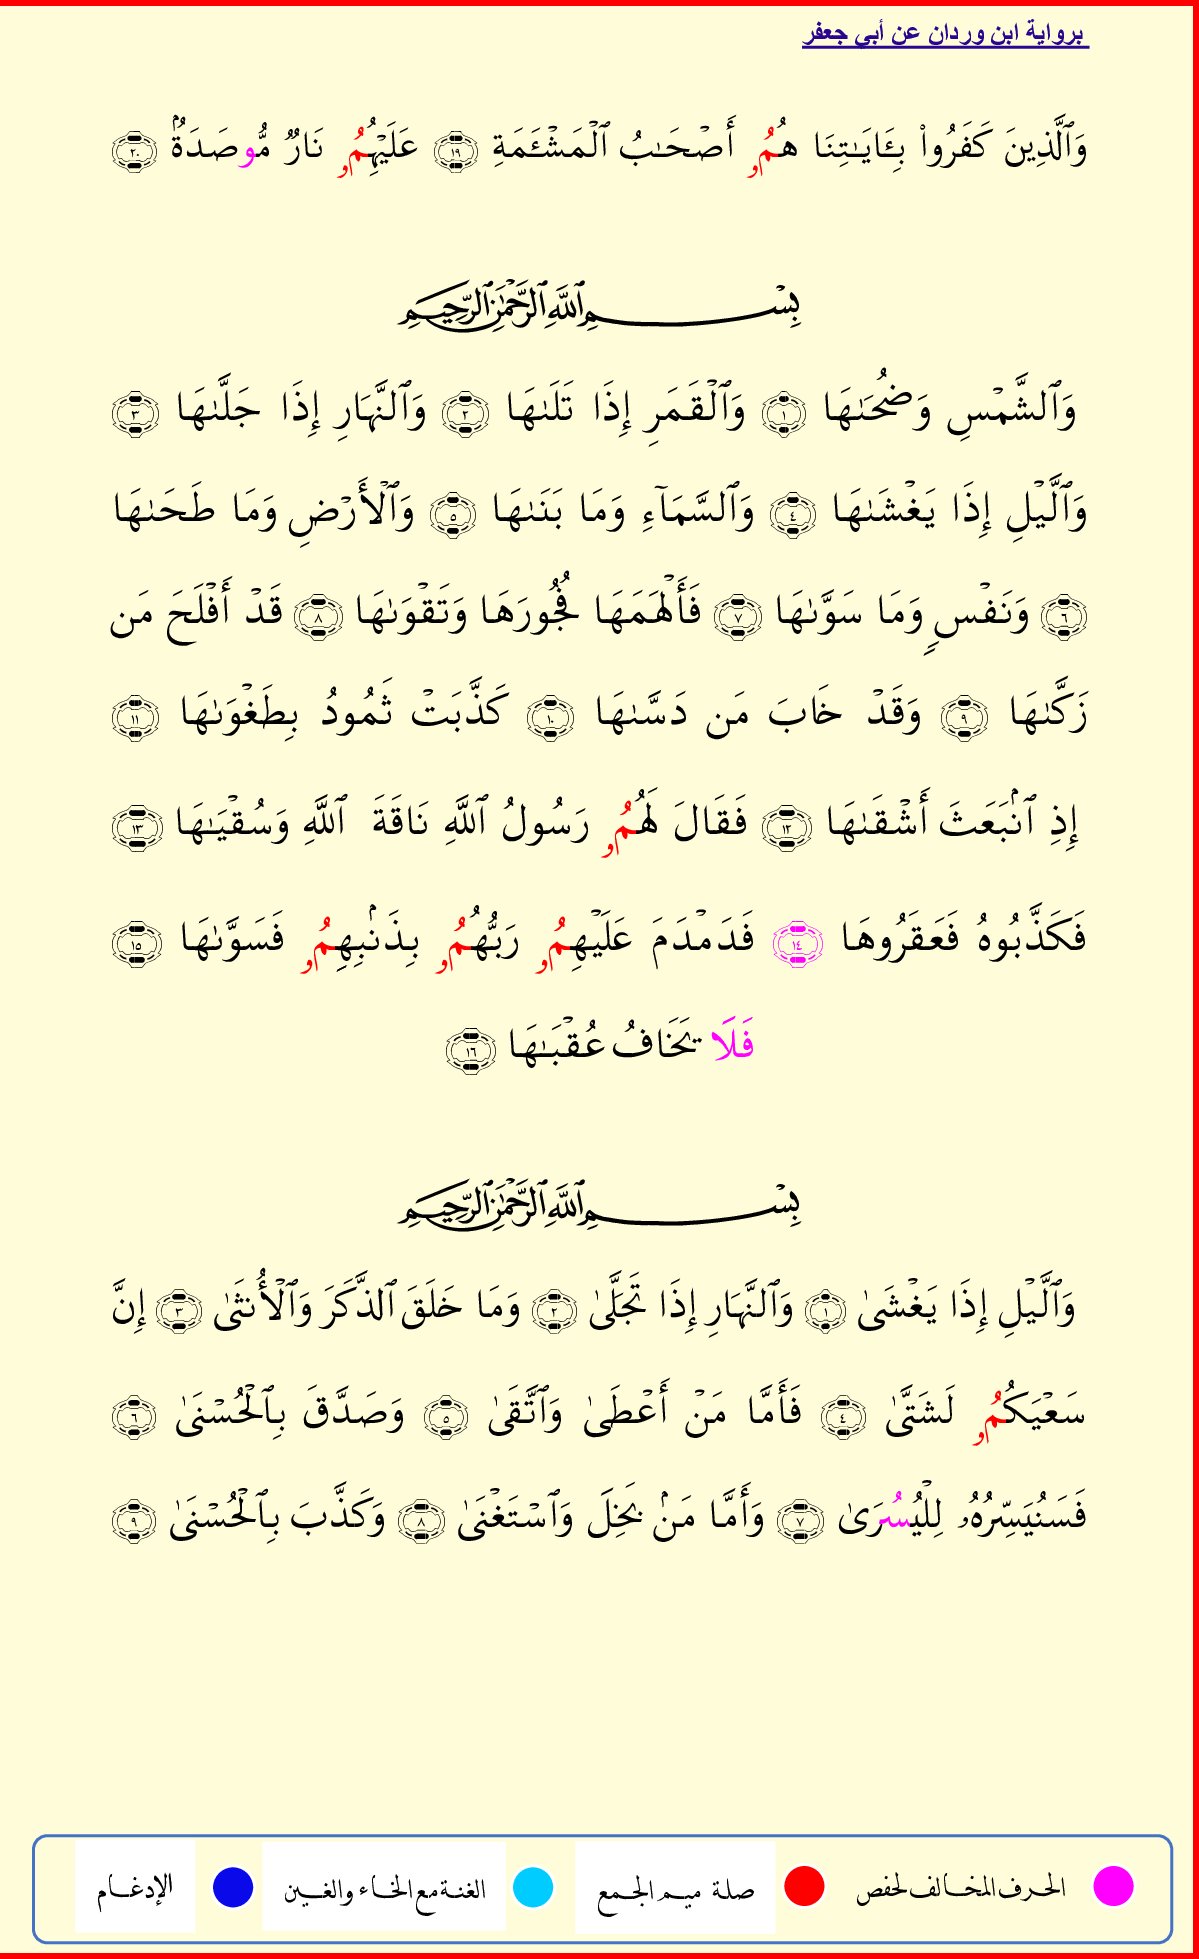 برواية ابن وردان عن أبي جعفر
وَٱلَّذِينَ كَفَرُواْ بِـَٔايَٰتِنَا هُمُۥ أَصۡحَٰبُ ٱلۡمَشۡـَٔمَةِ ١٩ عَلَيۡهِمُۥ نَارٞ مُّوصَدَةُۢ ٢٠
بِسۡمِ ٱللَّهِ ٱلرَّحۡمَٰنِ ٱلرَّحِيمِ
وَٱلشَّمۡسِ وَضُحَىٰهَا ١ وَٱلۡقَمَرِ إِذَا تَلَىٰهَا ٢ وَٱلنَّهَارِ إِذَا جَلَّىٰهَا ٣
وَٱلَّيۡلِ إِذَا يَغۡشَىٰهَا ٤ وَٱلسَّمَآءِ وَمَا بَنَىٰهَا ٥ وَٱلۡأَرۡضِ وَمَا طَحَىٰهَا
٦ وَنَفۡسٖ وَمَا سَوَّىٰهَا ٧ فَأَلۡهَمَهَا فُجُورَهَا وَتَقۡوَىٰهَا ٨ قَدۡ أَفۡلَحَ مَن
زَكَّىٰهَا ٩ وَقَدۡ خَابَ مَن دَسَّىٰهَا ١٠ كَذَّبَتۡ ثَمُودُ بِطَغۡوَىٰهَا ١١
إِذِ ٱنۢبَعَثَ أَشۡقَىٰهَا ١٢ فَقَالَ لَهُمُۥ رَسُولُ ٱللَّهِ نَاقَةَ ٱللَّهِ وَسُقۡيَٰهَا ١٣
فَكَذَّبُوهُ فَعَقَرُوهَا ١٤ فَدَمۡدَمَ عَلَيۡهِمُۥ رَبُّهُمُۥ بِذَنۢبِهِمُۥ فَسَوَّىٰهَا ١٥
فَلَا يَخَافُ عُقۡبَٰهَا ١٦
بِسۡمِ ٱللَّهِ ٱلرَّحۡمَٰنِ ٱلرَّحِيمِ
وَٱلَّيۡلِ إِذَا يَغۡشَىٰ ١ وَٱلنَّهَارِ إِذَا تَجَلَّىٰ ٢ وَمَا خَلَقَ ٱلذَّكَرَ وَٱلۡأُنثَىٰ ٣ إِنَّ
سَعۡيَكُمُۥ لَشَتَّىٰ ٤ فَأَمَّا مَنۡ أَعۡطَىٰ وَٱتَّقَىٰ ٥ وَصَدَّقَ بِٱلۡحُسۡنَىٰ ٦
فَسَنُيَسِّرُهُۥ لِلۡيُسُرَىٰ ٧ وَأَمَّا مَنۢ بَخِلَ وَٱسۡتَغۡنَىٰ ٨ وَكَذَّبَ بِٱلۡحُسۡنَىٰ ٩
الحرف المخالف لحفص صلة ميم الجمع الغنة مع الخاء والغين الإدغام